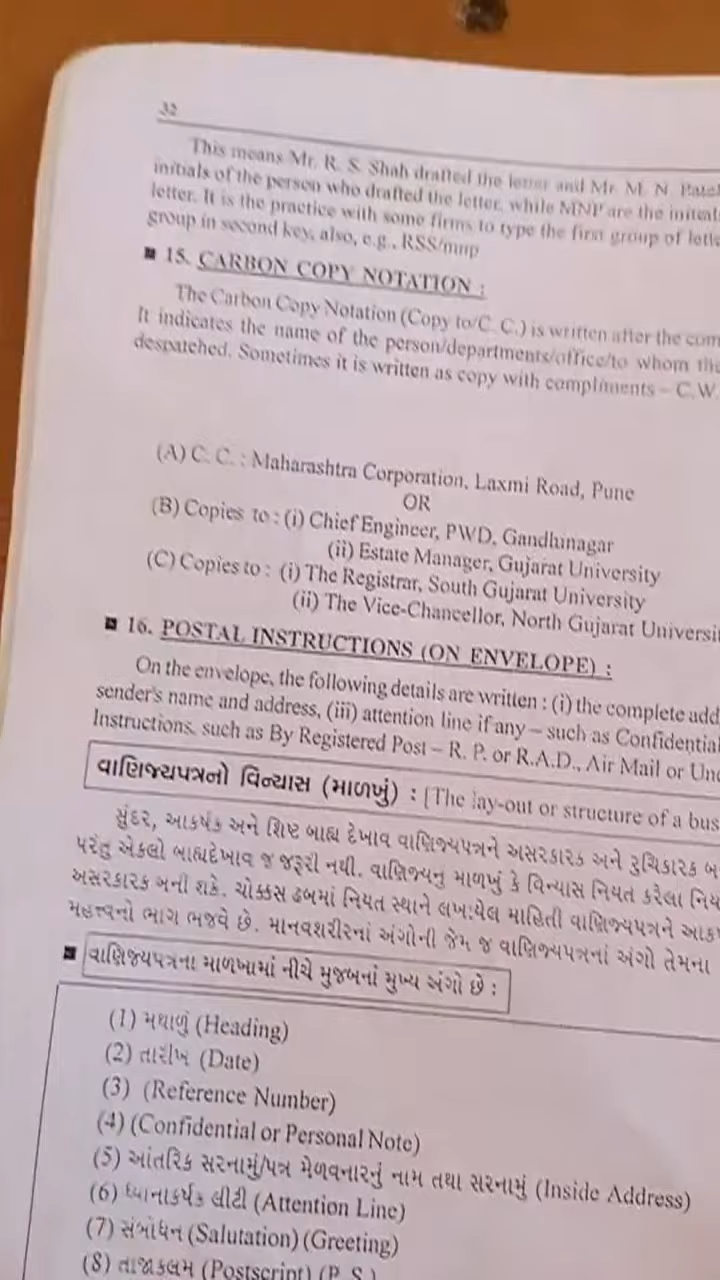 32
This means Mr. R. S. Shah drafted the letter and Mr. M. N. Patel
initials of the person who drafted the letter, while MNP are the initials
letter. It is the practice with some firms to type the first group of
group in second key, also, e.g., RSS/mnp
■ 15. CARBON COPY NOTATION :
The Carbon Copy Notation (Copy to/C. C.) is written after the
It indicates the name of the person/departments/office/to whom the
despatched. Sometimes it is written as copy with compliments – C.W.
(A) C. C. : Maharashtra Corporation, Laxmi Road, Pune
OR
(B) Copies to : (i) Chief Engineer, PWD, Gandhinagar
(ii) Estate Manager, Gujarat University
(C) Copies to : (i) The Registrar, South Gujarat University
(ii) The Vice-Chancellor, North Gujarat Universit
■ 16. POSTAL INSTRUCTIONS (ON ENVELOPE) :
On the envelope, the following details are written : (i) the complete add
sender's name and address, (iii) attention line if any – such as Confidential
Instructions, such as By Registered Post – R. P. or R.A.D., Air Mail or Un
વાણિજ્યપત્રનો વિન્યાસ (માળખું) : [The lay-out or structure of a bus
સુંદર, આકર્ષક અને શિષ્ટ બાહ્ય દેખાવ વાણિજ્યપત્રને અસરકારક અને રુચિકારક બ
પરંતુ એકલો બાહ્યદેખાવ જ જરૂરી નથી. વાણિજ્યનુ માળખું કે વિન્યાસ નિયત કરેલા નિય
અસરકારક બની શકે. ચોક્કસ ઢબમાં નિયત સ્થાને લખાયેલ માહિતી વાણિજ્યપત્રને આક
મહત્ત્વનો ભાગ ભજવે છે. માનવશરીરનાં અંગોની જેમ જ વાણિજ્યપત્રનાં અંગો તેમના
■ વાણિજ્યપત્રના માળખામાં નીચે મુજબનાં મુખ્ય અંગો છે :
(1) મથાળું (Heading)
(2) તારીખ (Date)
(3) (Reference Number)
(4) (Confidential or Personal Note)
(5) આંતરિક સરનામું/પત્ર મેળવનારનું નામ તથા સરનામું (Inside Address)
(6) ધ્યાનાકર્ષક લીટી (Attention Line)
(7) સંબોધન (Salutation) (Greeting)
(8) તાજાકલમ (Postscript) (P. S.)